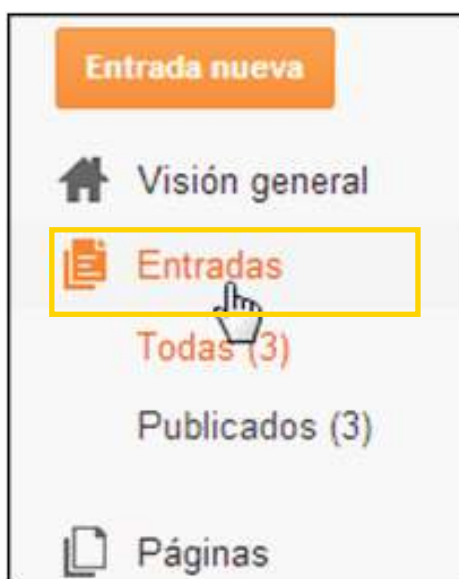 Entrada nueva
Visión general
Entradas
Todas (3)
Publicados (3)
Páginas